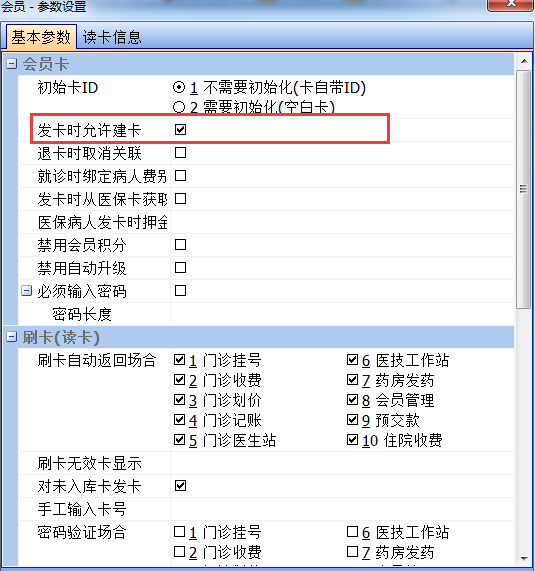 会员 - 参数设置
基本参数 读卡信息
会员卡
初始卡ID 1 不需要初始化(卡自带ID)
2 需要初始化(空白卡)
发卡时允许建卡
退卡时取消关联
就诊时绑定病人费别
发卡时从医保卡获取
医保病人发卡时押金
禁用会员积分
禁用自动升级
必须输入密码
密码长度
刷卡(读卡)
刷卡自动返回场合 1 门诊挂号 6 医技工作站
2 门诊收费 7 药房发药
3 门诊划价 8 会员管理
4 门诊记账 9 预交款
5 门诊医生站 10 住院收费
刷卡无效卡显示
对未入库卡发卡
手工输入卡号
密码验证场合 1 门诊挂号 6 医技工作站
2 门诊收费 7 药房发药